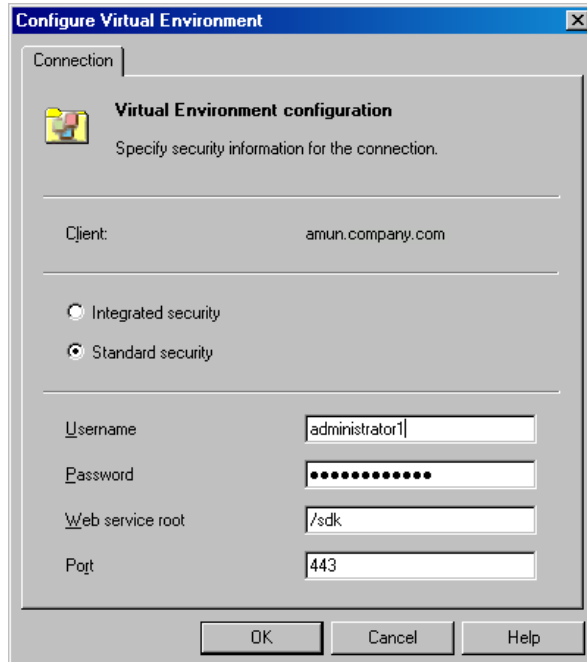 Configure Virtual Environment
Connection
Virtual Environment configuration
Specify security information for the connection.
Client: amun.company.com
Integrated security
Standard security
Username administrator1
Password ●●●●●●●●●●●●
Web service root /sdk
Port 443
OK Cancel Help